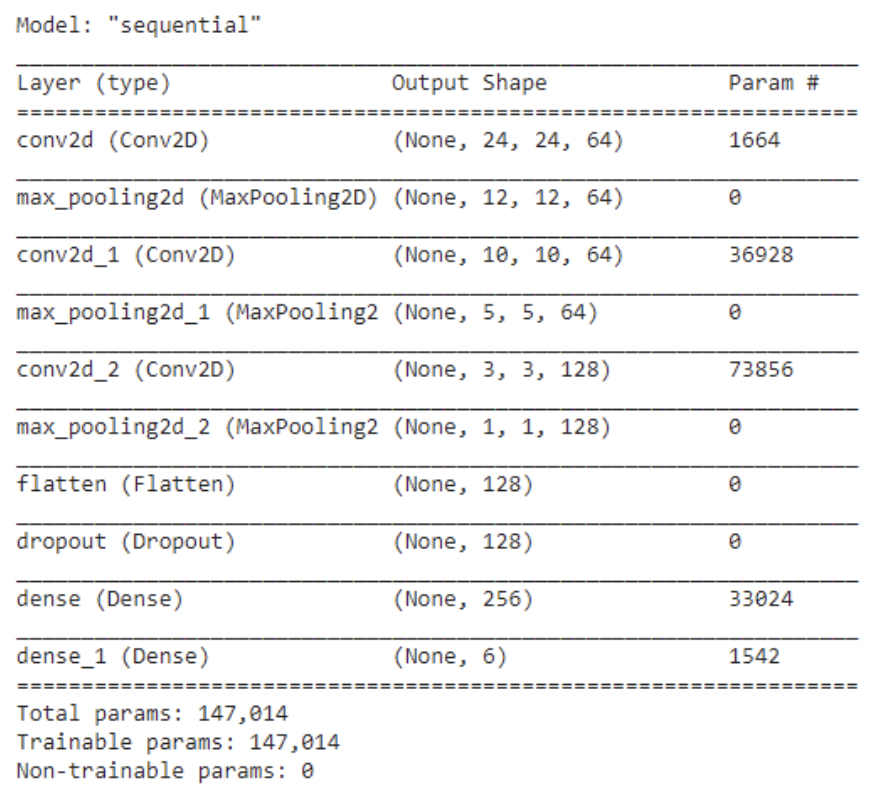 Model: "sequential"
Layer (type) Output Shape Param #
conv2d (Conv2D) (None, 24, 24, 64) 1664
max_pooling2d (MaxPooling2D) (None, 12, 12, 64) 0
conv2d_1 (Conv2D) (None, 10, 10, 64) 36928
max_pooling2d_1 (MaxPooling2 (None, 5, 5, 64) 0
conv2d_2 (Conv2D) (None, 3, 3, 128) 73856
max_pooling2d_2 (MaxPooling2 (None, 1, 1, 128) 0
flatten (Flatten) (None, 128) 0
dropout (Dropout) (None, 128) 0
dense (Dense) (None, 256) 33024
dense_1 (Dense) (None, 6) 1542
Total params: 147,014
Trainable params: 147,014
Non-trainable params: 0